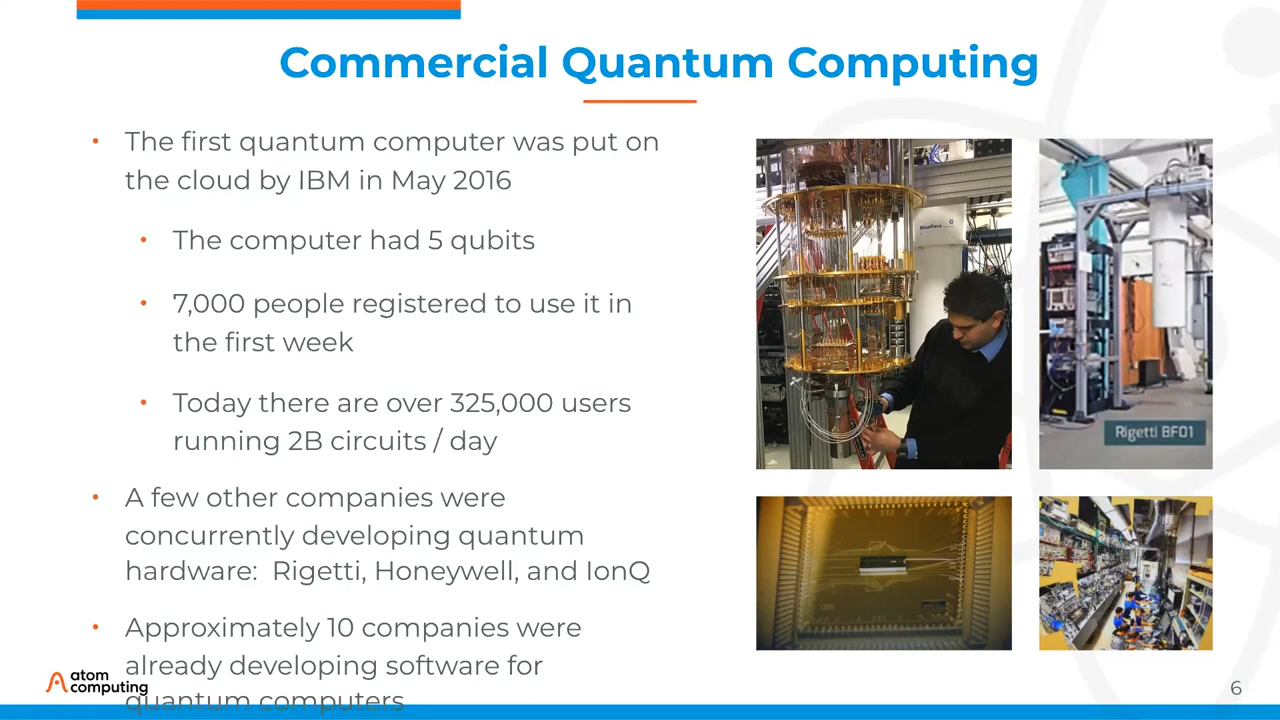 Commercial Quantum Computing
• The first quantum computer was put on
the cloud by IBM in May 2016
• The computer had 5 qubits
• 7,000 people registered to use it in
the first week
• Today there are over 325,000 users
running 2B circuits / day
• A few other companies were
concurrently developing quantum
hardware:  Rigetti, Honeywell, and IonQ
• Approximately 10 companies were
already developing software for
quantum computers
BlueFors
Rigetti BF01
atom
computing
6